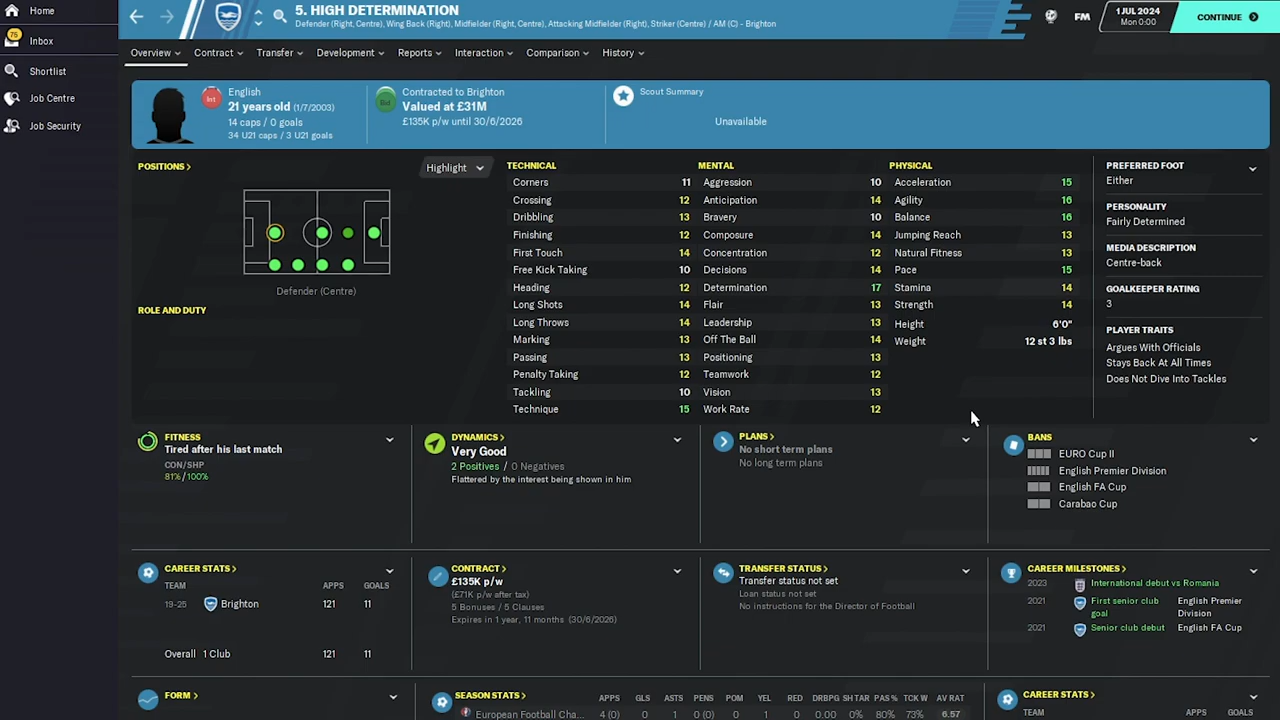 Home
75
Inbox
Shortlist
Job Centre
Job Security
5. HIGH DETERMINATION
Defender (Right, Centre), Wing Back (Right), Midfielder (Right, Centre), Attacking Midfielder (Right), Striker (Centre) / AM (C) - Brighton
FM
1 JUL 2024
Mon 0:00
CONTINUE
Overview
Contract
Transfer
Development
Reports
Interaction
Comparison
History
Int
English
21 years old (1/7/2003)
14 caps / 0 goals
34 U21 caps / 3 U21 goals
Bid
Contracted to Brighton
Valued at £31M
£135K p/w until 30/6/2026
Scout Summary
Unavailable
POSITIONS >
Highlight
Defender (Centre)
ROLE AND DUTY
TECHNICAL
Corners 11
Crossing 12
Dribbling 13
Finishing 12
First Touch 14
Free Kick Taking 10
Heading 12
Long Shots 14
Long Throws 14
Marking 13
Passing 13
Penalty Taking 12
Tackling 10
Technique 15
MENTAL
Aggression 10
Anticipation 14
Bravery 10
Composure 14
Concentration 12
Decisions 14
Determination 17
Flair 13
Leadership 13
Off The Ball 14
Positioning 13
Teamwork 12
Vision 13
Work Rate 12
PHYSICAL
Acceleration 15
Agility 16
Balance 16
Jumping Reach 13
Natural Fitness 13
Pace 15
Stamina 14
Strength 14
Height 6'0"
Weight 12 st 3 lbs
PREFERRED FOOT
Either
PERSONALITY
Fairly Determined
MEDIA DESCRIPTION
Centre-back
GOALKEEPER RATING
3
PLAYER TRAITS
Argues With Officials
Stays Back At All Times
Does Not Dive Into Tackles
FITNESS
Tired after his last match
CON/SHP
81%/100%
DYNAMICS >
Very Good
2 Positives / 0 Negatives
Flattered by the interest being shown in him
PLANS >
No short term plans
No long term plans
BANS
EURO Cup II
English Premier Division
English FA Cup
Carabao Cup
CAREER STATS >
TEAM APPS GOALS
19-25 Brighton 121 11
Overall 1 Club 121 11
CONTRACT >
£135K p/w
(£71K p/w after tax)
5 Bonuses / 5 Clauses
Expires in 1 year, 11 months (30/6/2026)
TRANSFER STATUS >
Transfer status not set
Loan status not set
No instructions for the Director of Football
CAREER MILESTONES >
2023 International debut vs Romania
2021 First senior club goal English Premier Division
2021 Senior club debut English FA Cup
FORM >
SEASON STATS > APPS GLS ASTS PENS POM YEL RED DRBPG SH TAR PAS % TCK W AV RAT
European Football Cha... 4 (0) 0 1 0 (0) 0 1 0 0.00 0% 80% 73% 6.57
CAREER STATS >
TEAM APPS GOALS